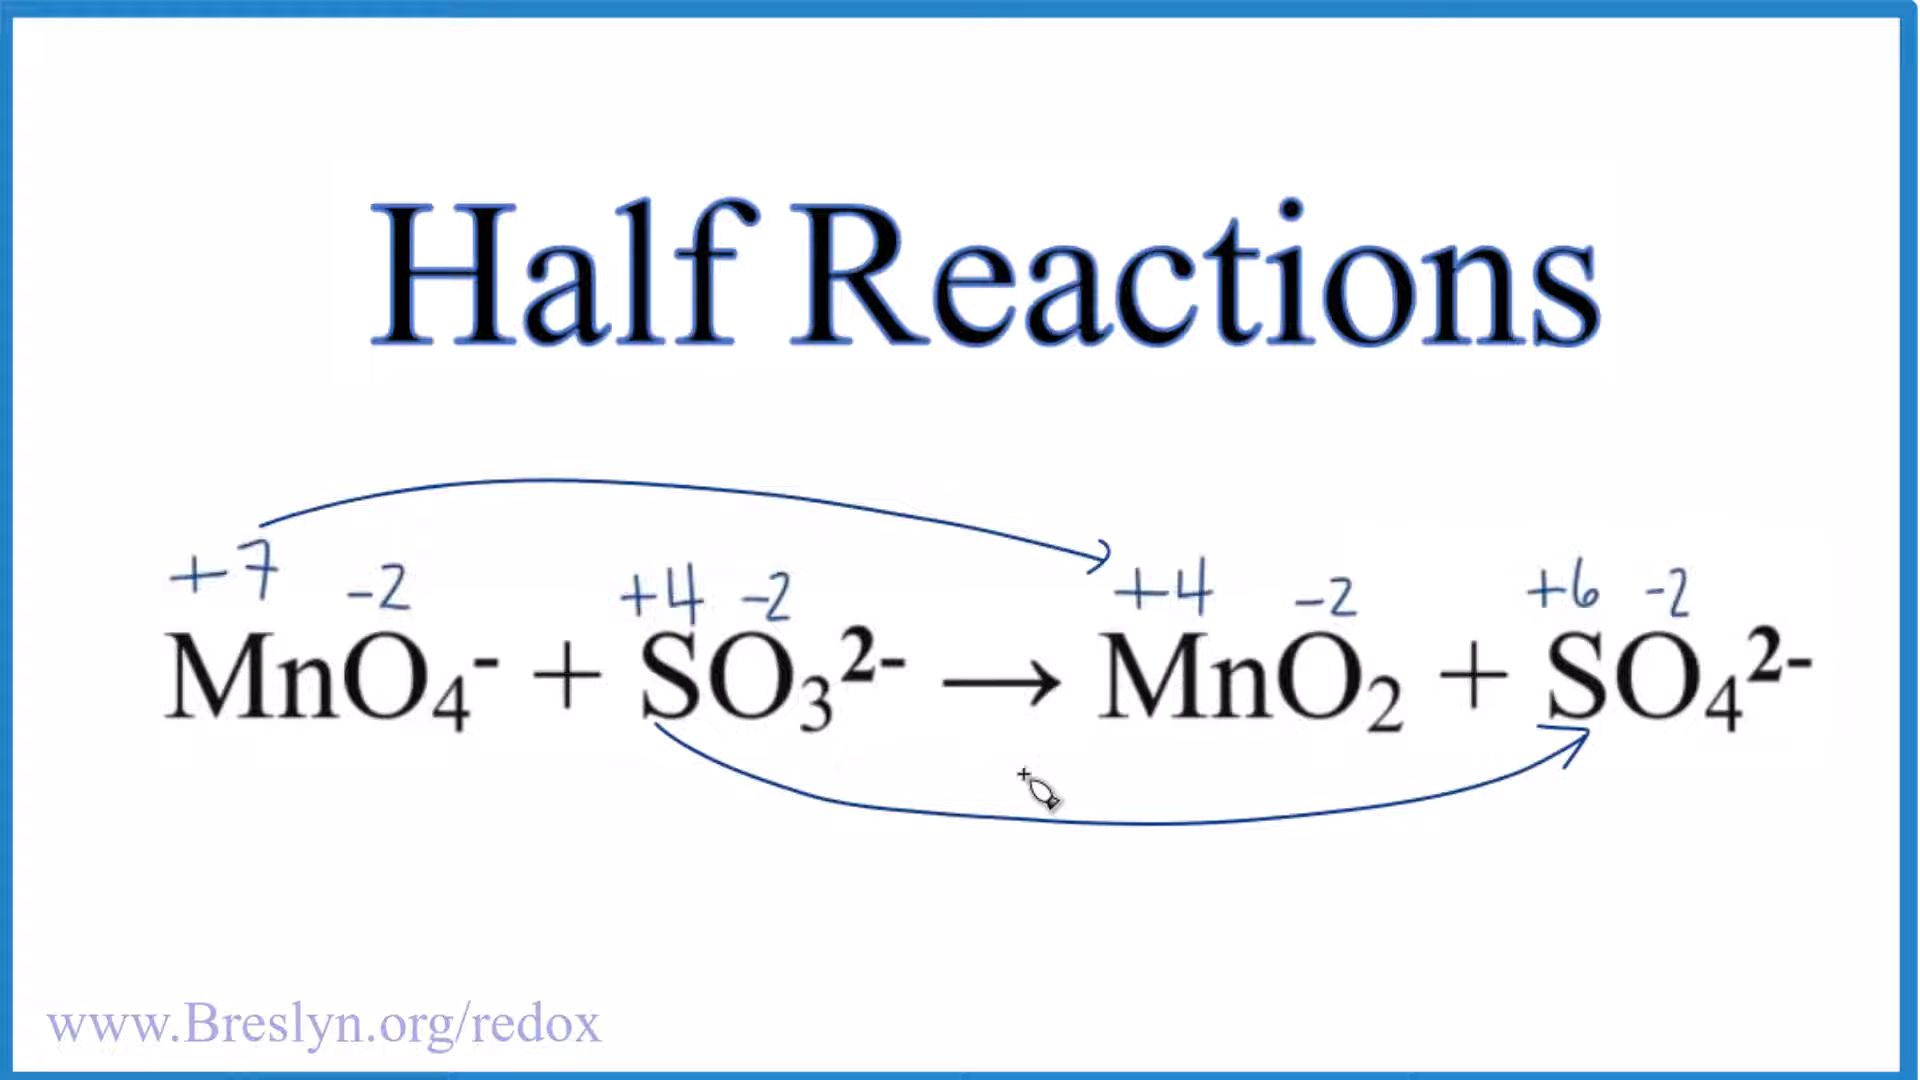 Half Reactions
+7 -2 +4 -2 +4 -2 +6 -2
MnO₄⁻ + SO₃²⁻ → MnO₂ + SO₄²⁻
www.Breslyn.org/redox